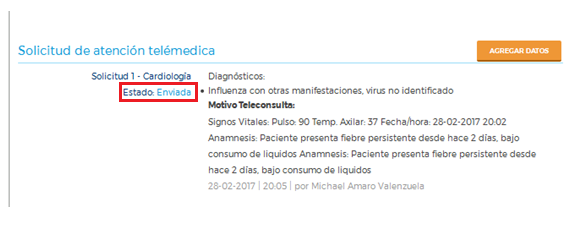 Solicitud de atención telémedica
AGREGAR DATOS
Solicitud 1 - Cardiología
Estado: Enviada
Diagnósticos:
• Influenza con otras manifestaciones, virus no identificado
Motivo Teleconsulta:
Signos Vitales: Pulso: 90 Temp. Axilar: 37 Fecha/hora: 28-02-2017 20:02
Anamnesis: Paciente presenta fiebre persistente desde hace 2 días, bajo
consumo de liquidos Anamnesis: Paciente presenta fiebre persistente desde
hace 2 días, bajo consumo de liquidos
28-02-2017 | 20:05 | por Michael Amaro Valenzuela